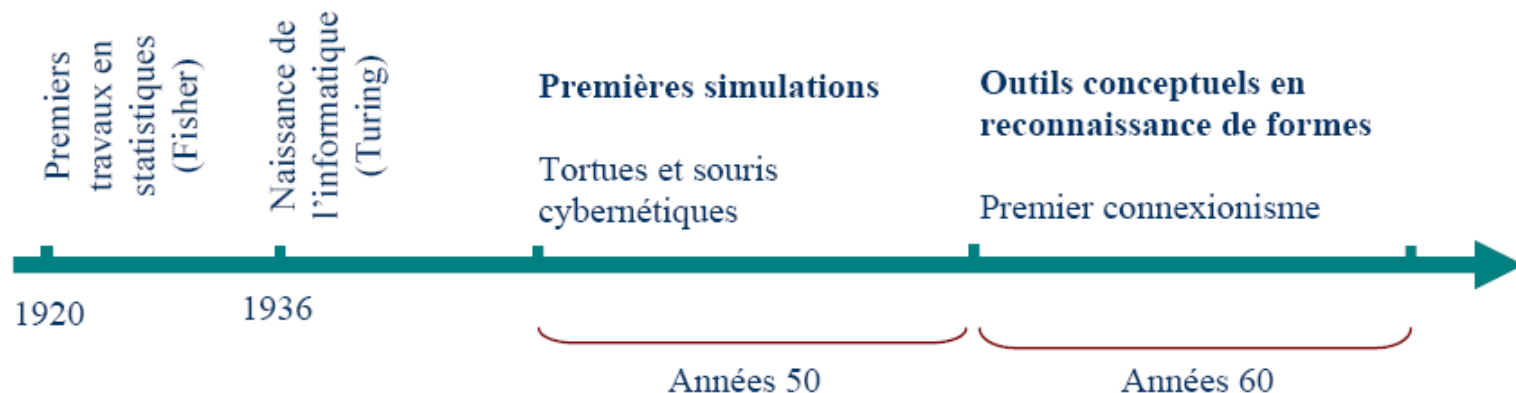 Premiers
travaux en
statistiques
(Fisher)
Naissance de
l'informatique
(Turing)
Premières simulations
Tortues et souris
cybernétiques
Outils conceptuels en
reconnaissance de formes
Premier connexionisme
1920
1936
Années 50
Années 60